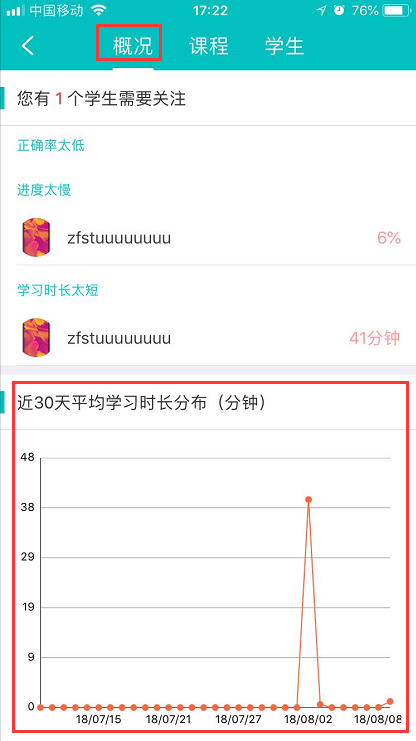 中国移动 17:22 76%
概况 课程 学生
您有 1 个学生需要关注
正确率太低
进度太慢
zfstuuuuuuuu 6%
学习时长太短
zfstuuuuuuuu 41分钟
近30天平均学习时长分布（分钟）
48
38
29
19
9
0
18/07/15 18/07/21 18/07/27 18/08/02 18/08/08